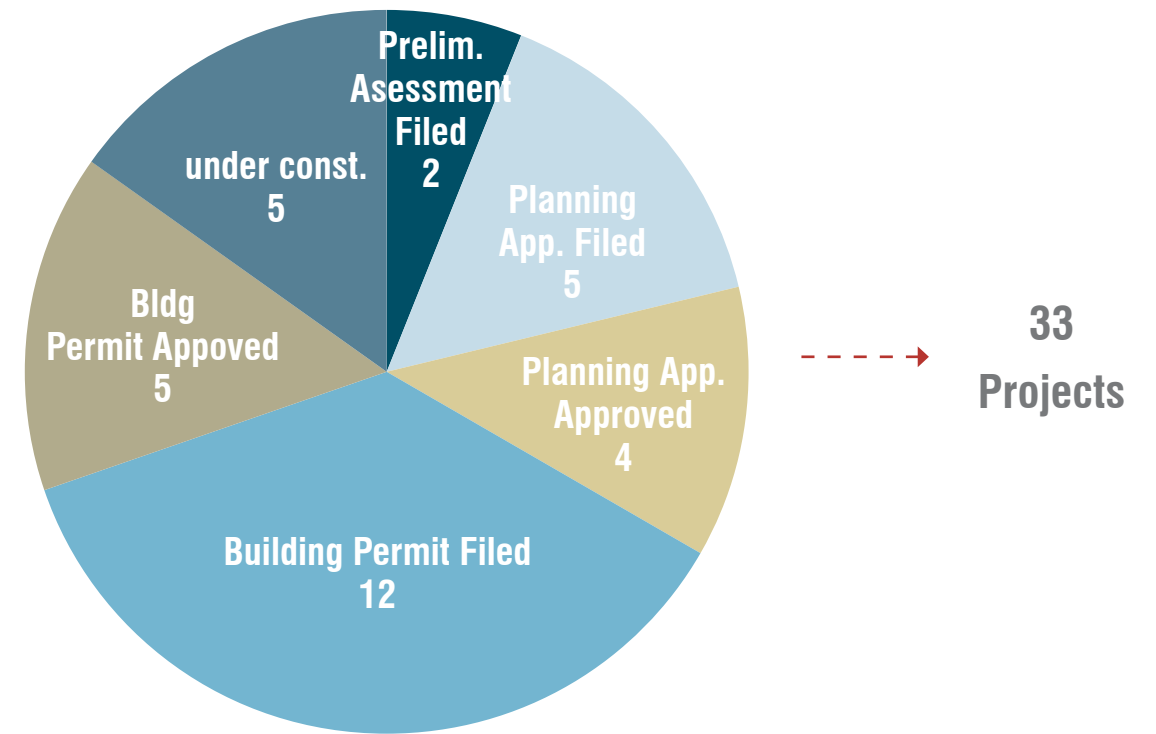 Prelim.
Asessment
Filed
2
Planning
App. Filed
5
Planning App.
Approved
4
Building Permit Filed
12
Bldg
Permit Appoved
5
under const.
5
33
Projects